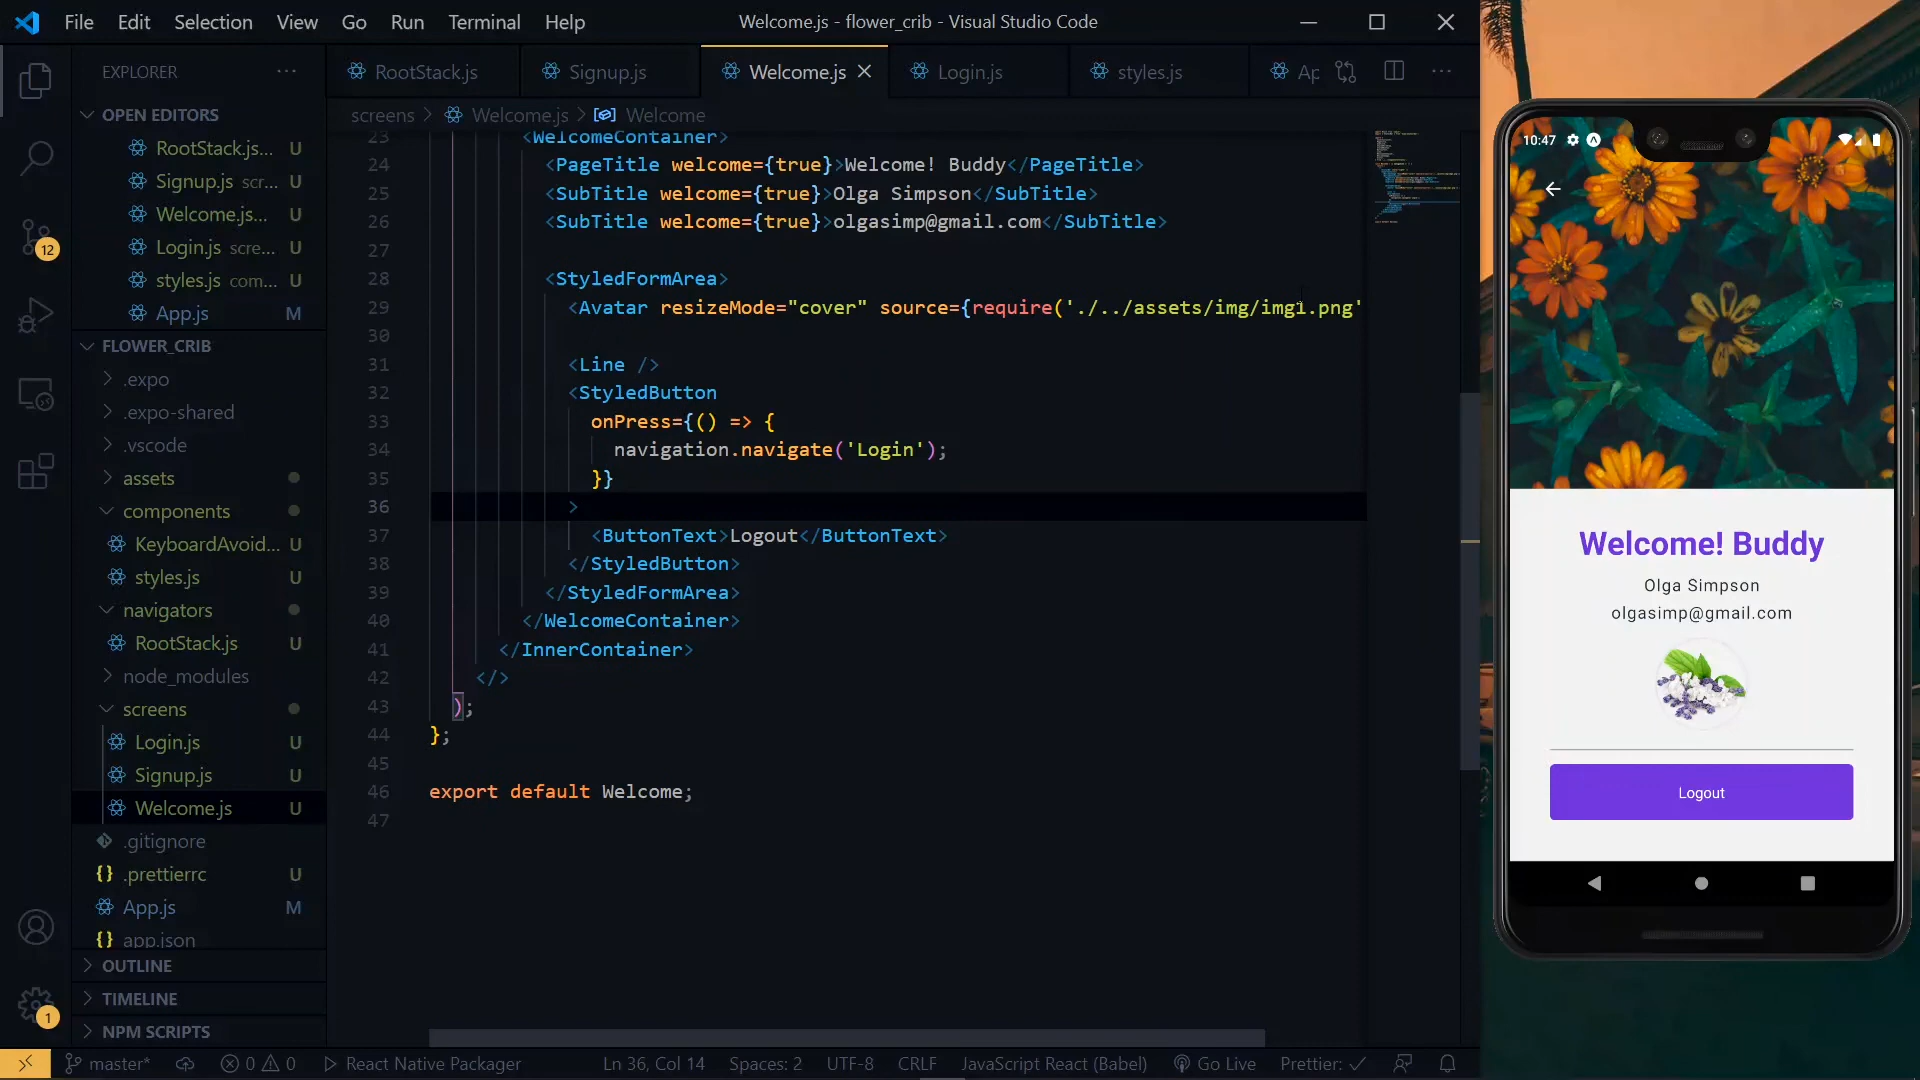 File Edit Selection View Go Run Terminal Help
Welcome.js - flower_crib - Visual Studio Code
EXPLORER
OPEN EDITORS
RootStack.js... U
Signup.js scr... U
Welcome.js... U
Login.js scre... U
styles.js com... U
App.js M
FLOWER_CRIB
.expo
.expo-shared
.vscode
assets
components
KeyboardAvoid... U
styles.js U
navigators
RootStack.js U
node_modules
screens
Login.js U
Signup.js U
Welcome.js U
.gitignore
.prettierrc U
App.js M
app.json
OUTLINE
TIMELINE
NPM SCRIPTS
12
1
RootStack.js Signup.js Welcome.js Login.js styles.js Ap
screens > Welcome.js > Welcome
23 <WelcomeContainer>
24 <PageTitle welcome={true}>Welcome! Buddy</PageTitle>
25 <SubTitle welcome={true}>Olga Simpson</SubTitle>
26 <SubTitle welcome={true}>olgasimp@gmail.com</SubTitle>
27
28 <StyledFormArea>
29 <Avatar resizeMode="cover" source={require('./../assets/img/img1.png'
30
31 <Line />
32 <StyledButton
33 onPress={() => {
34 navigation.navigate('Login');
35 }}
36 >
37 <ButtonText>Logout</ButtonText>
38 </StyledButton>
39 </StyledFormArea>
40 </WelcomeContainer>
41 </InnerContainer>
42 </>
43 );
44 };
45
46 export default Welcome;
47
master* 0 0 React Native Packager Ln 36, Col 14 Spaces: 2 UTF-8 CRLF JavaScript React (Babel) Go Live Prettier: ✓
10:47
Welcome! Buddy
Olga Simpson
olgasimp@gmail.com
Logout